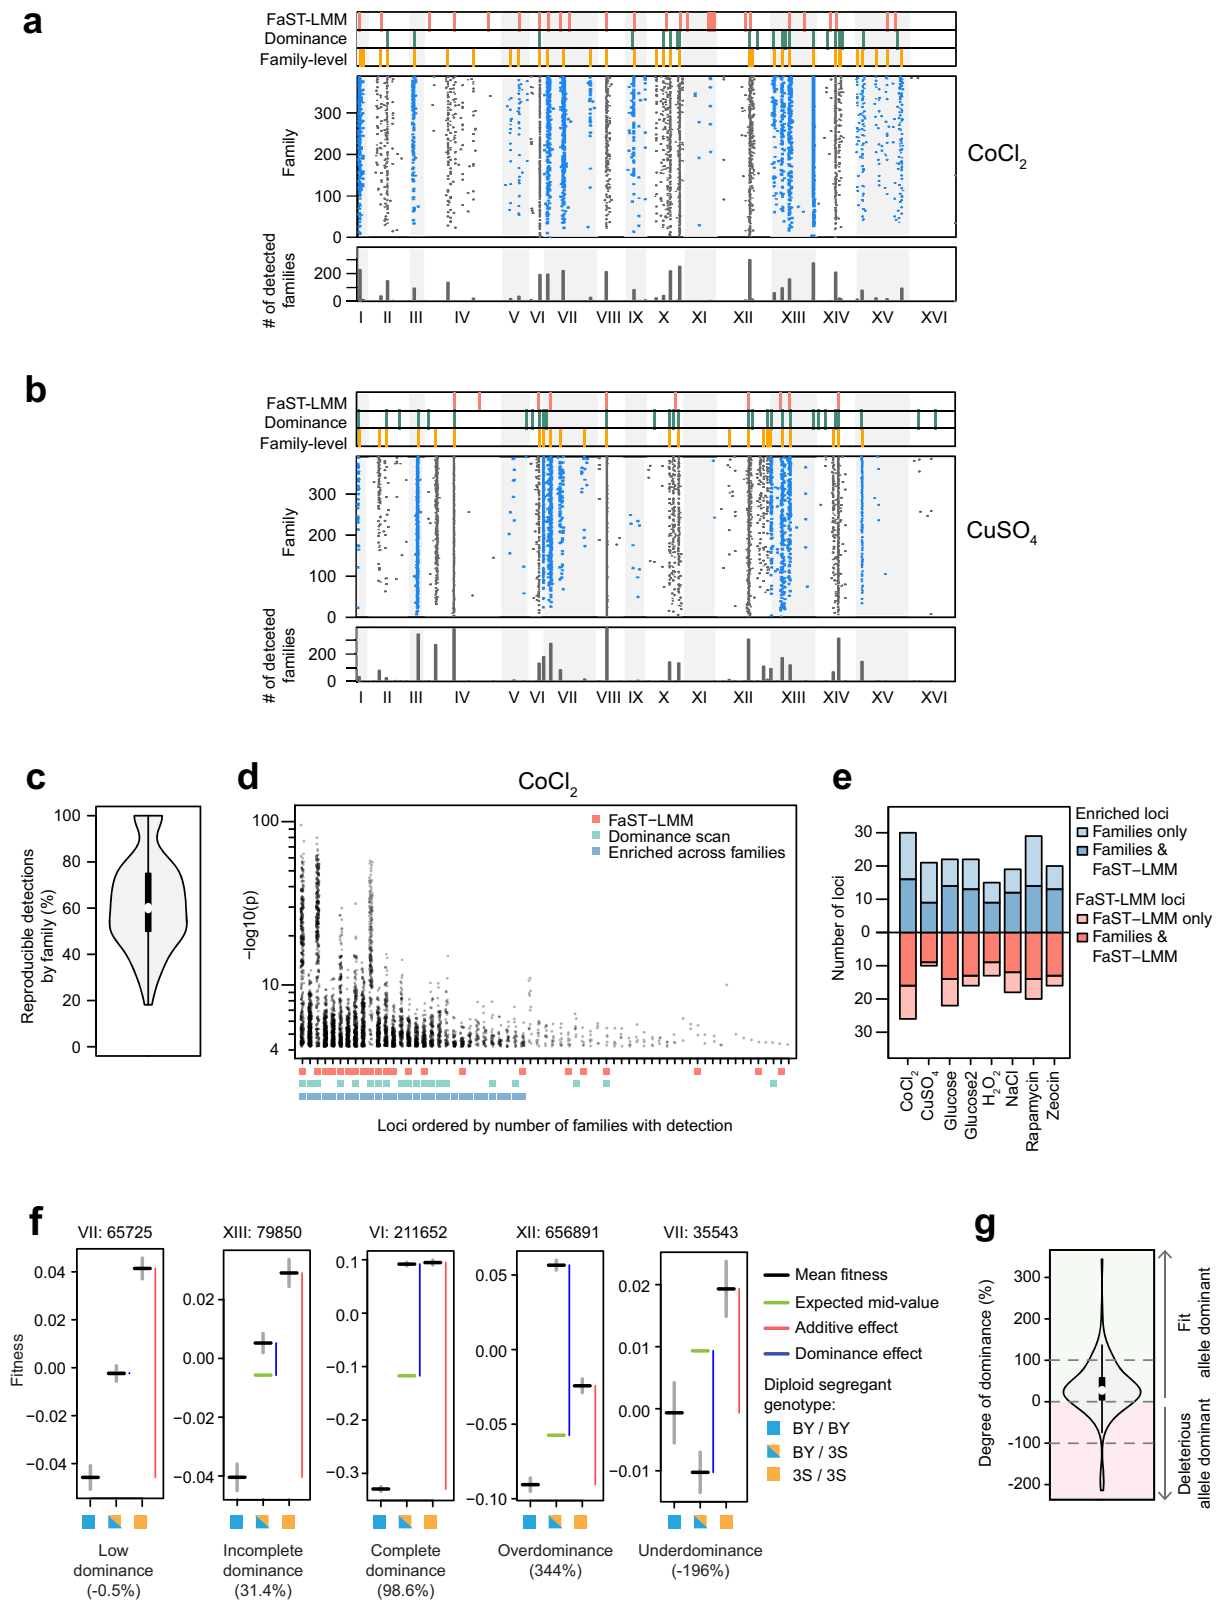 a
FaST-LMM
Dominance
Family-level
300
200
100
0
Family
CoCl2
200
0
# of detected families
I II III IV V VI VII VIII IX X XI XII XIII XIV XV XVI
b
FaST-LMM
Dominance
Family-level
300
200
100
0
Family
CuSO4
200
0
# of detceted families
I II III IV V VI VII VIII IX X XI XII XIII XIV XV XVI
c
Reproducible detections
by family (%)
100
80
60
40
20
0
d
CoCl2
−log10(p)
100
10
4
FaST−LMM
Dominance scan
Enriched across families
Loci ordered by number of families with detection
e
Number of loci
30
20
10
0
10
20
30
CoCl2
CuSO4
Glucose
Glucose2
H2O2
NaCl
Rapamycin
Zeocin
Enriched loci
Families only
Families &
FaST−LMM
FaST-LMM loci
FaST−LMM only
Families &
FaST−LMM
f
Fitness
VII: 65725
0.04
0.02
0.00
−0.02
−0.04
Low
dominance
(-0.5%)
XIII: 79850
0.02
0.00
−0.02
−0.04
Incomplete
dominance
(31.4%)
VI: 211652
0.1
0.0
−0.1
−0.2
−0.3
Complete
dominance
(98.6%)
XII: 656891
0.05
0.00
−0.05
−0.10
Overdominance
(344%)
VII: 35543
0.02
0.01
0.00
−0.01
Underdominance
(-196%)
Mean fitness
Expected mid-value
Additive effect
Dominance effect
Diploid segregant
genotype:
BY / BY
BY / 3S
3S / 3S
g
Degree of dominance (%)
300
200
100
0
-100
-200
Fit
allele dominant
Deleterious
allele dominant